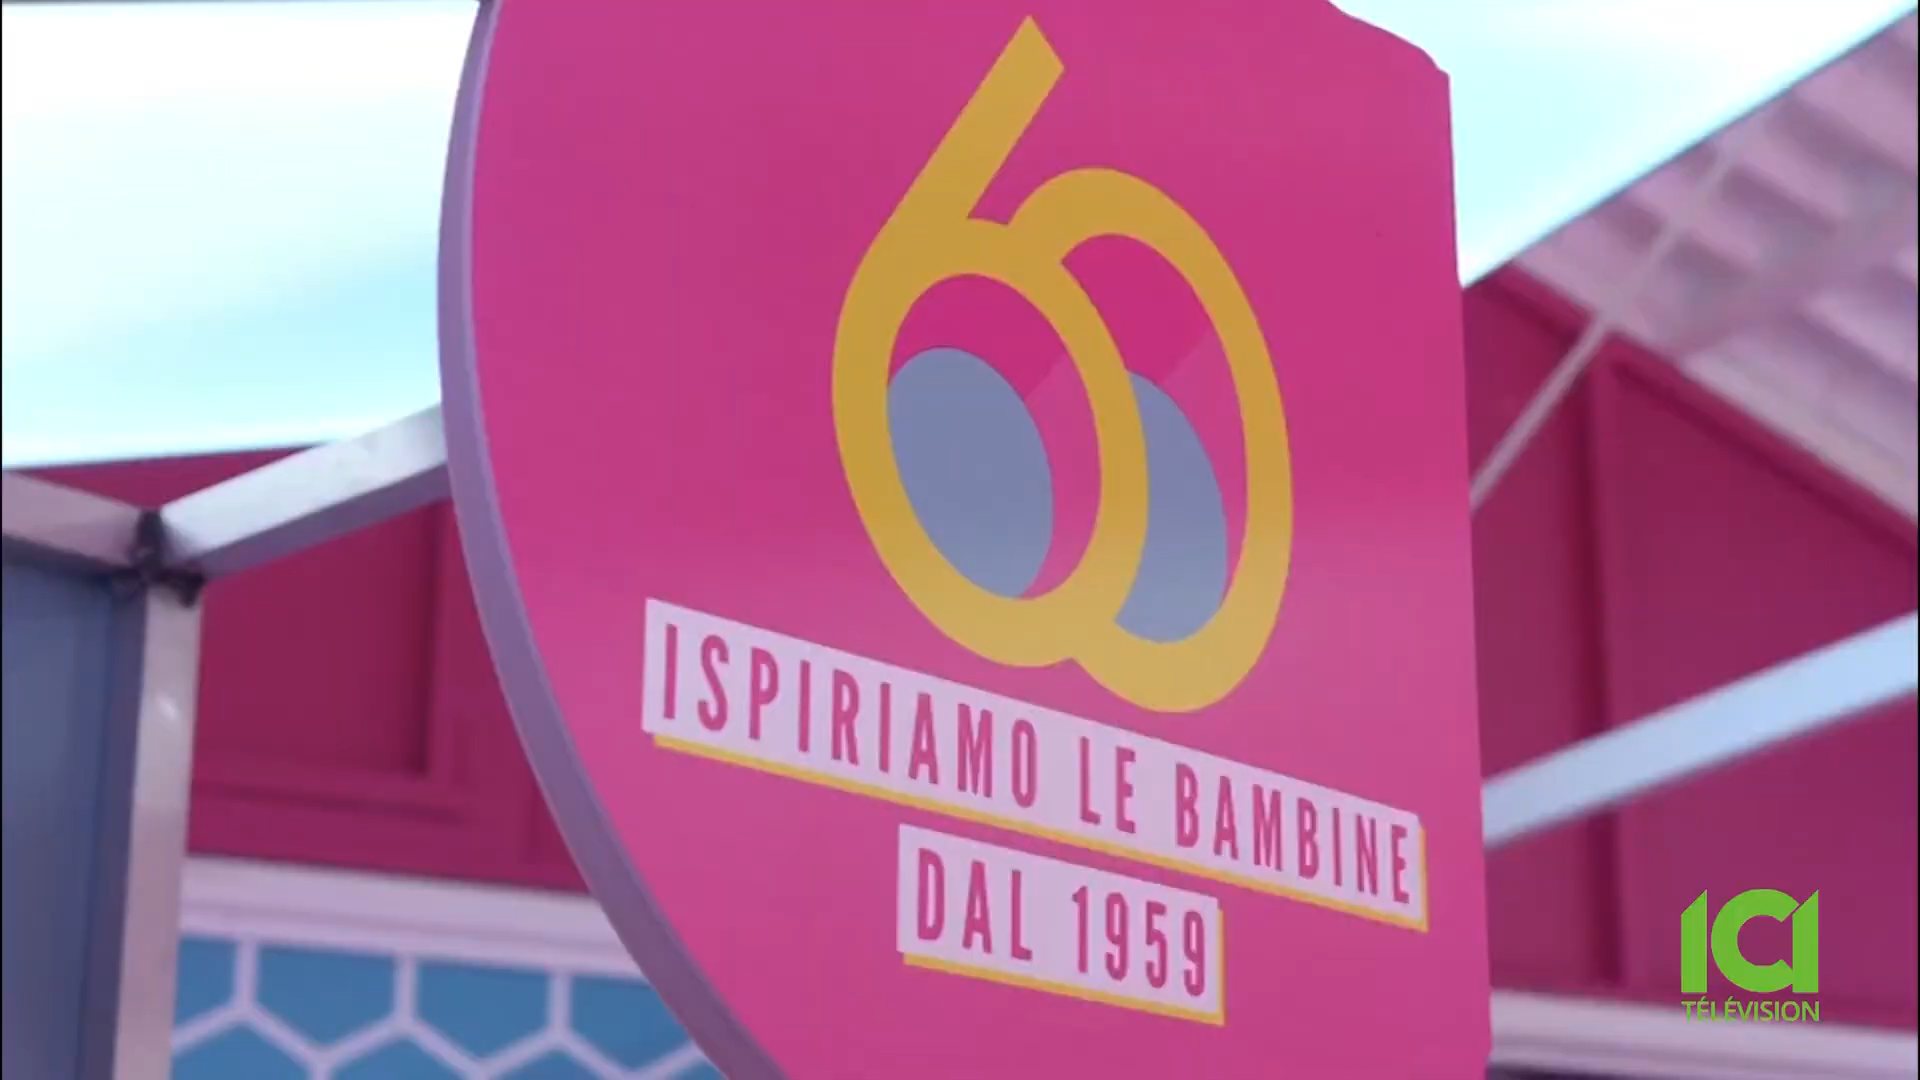 60
ISPIRIAMO LE BAMBINE
DAL 1959
ICI
TÉLÉVISION